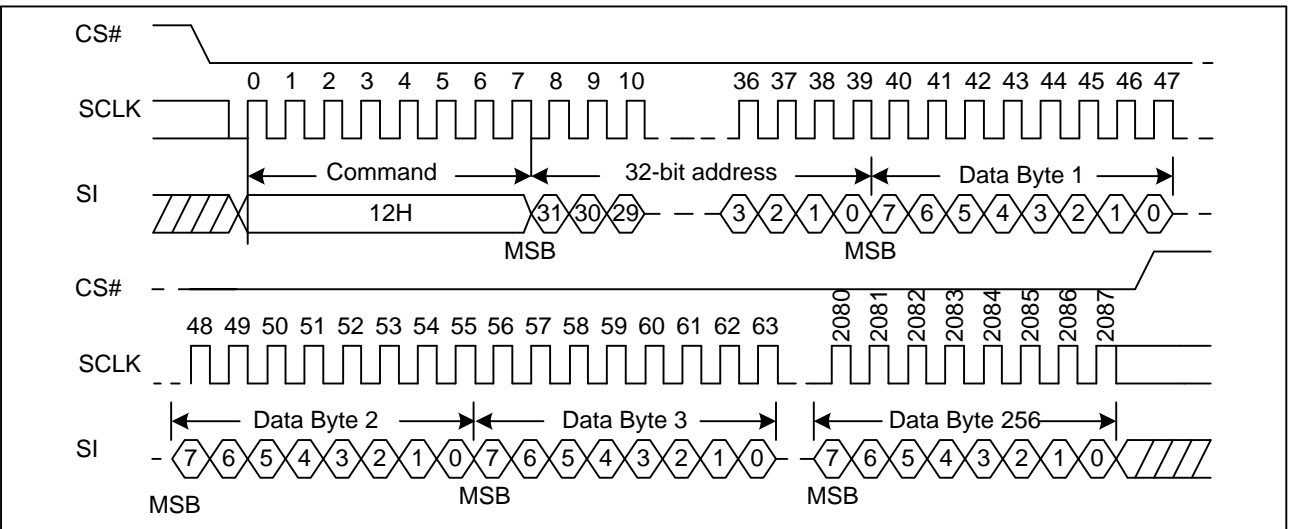 CS#
0 1 2 3 4 5 6 7 8 9 10 36 37 38 39 40 41 42 43 44 45 46 47
SCLK
Command 32-bit address Data Byte 1
SI
12H 31 30 29 3 2 1 0 7 6 5 4 3 2 1 0
MSB MSB
CS#
48 49 50 51 52 53 54 55 56 57 58 59 60 61 62 63 2080 2081 2082 2083 2084 2085 2086 2087
SCLK
Data Byte 2 Data Byte 3 Data Byte 256
SI
7 6 5 4 3 2 1 0 7 6 5 4 3 2 1 0 7 6 5 4 3 2 1 0
MSB MSB MSB